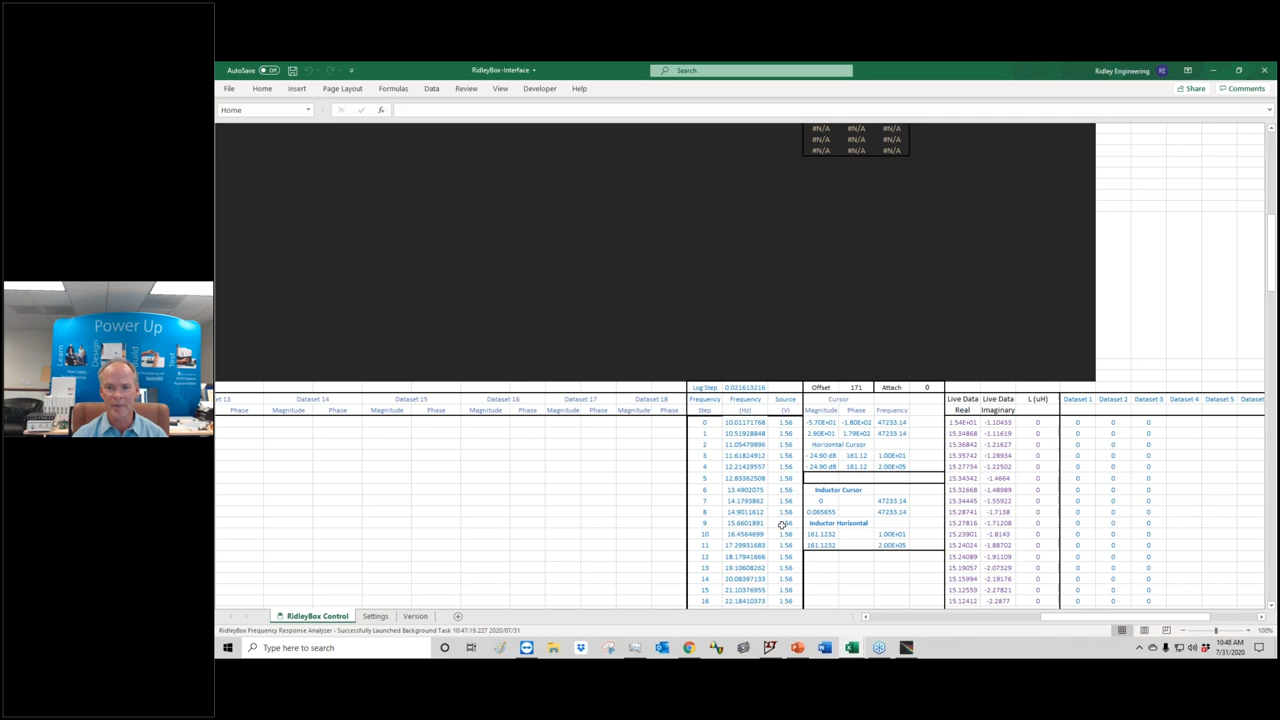 AutoSave Off
RidleyBox-Interface
Search
Ridley Engineering RE
File Home Insert Page Layout Formulas Data Review View Developer Help
Share Comments
Home fx
#N/A #N/A #N/A
#N/A #N/A #N/A
#N/A #N/A #N/A
Power Up
Learn
Design
Build
Test
Log Step 0.021613216 Offset 171 Attach 0
et 13 Dataset 14 Dataset 15 Dataset 16 Dataset 17 Dataset 18 Frequency Frequency Source Cursor Live Data Live Data L (uH) Dataset 1 Dataset 2 Dataset 3 Dataset 4 Dataset 5 Dataset
Phase Magnitude Phase Magnitude Phase Magnitude Phase Magnitude Phase Magnitude Phase Step (Hz) (V) Magnitude Phase Frequency Real Imaginary
0 10.01171768 1.56 -5.70E+01 -1.80E+02 47233.14 1.54E+01 -1.10433 0 0 0 0
1 10.51928848 1.56 2.90E+01 1.79E+02 47233.14 15.34868 -1.11619 0 0 0 0
2 11.05479896 1.56 Horizontal Cursor 15.36842 -1.21627 0 0 0 0
3 11.61824912 1.56 - 24.90 dB 161.12 1.00E+01 15.35742 -1.28934 0 0 0 0
4 12.21429557 1.56 - 24.90 dB 161.12 2.00E+05 15.27734 -1.22502 0 0 0 0
5 12.83362508 1.56 15.34342 -1.4664 0 0 0 0
6 13.4902075 1.56 Inductor Cursor 15.32668 -1.48989 0 0 0 0
7 14.1793862 1.56 0 47233.14 15.34445 -1.55922 0 0 0 0
8 14.9011612 1.56 0.065655 47233.14 15.28741 -1.7138 0 0 0 0
9 15.6601891 Inductor Horizontal 15.27816 -1.71208 0 0 0 0
10 16.4564699 1.56 161.1232 1.00E+01 15.23901 -1.8143 0 0 0 0
11 17.29931683 1.56 161.1232 2.00E+05 15.24024 -1.88702 0 0 0 0
12 18.17941666 1.56 15.24089 -1.91109 0 0 0 0
13 19.10608262 1.56 15.19057 -2.07329 0 0 0 0
14 20.08397133 1.56 15.15994 -2.19176 0 0 0 0
15 21.10376955 1.56 15.12559 -2.27821 0 0 0 0
16 22.18410373 1.56 15.12412 -2.2877 0 0 0 0
RidleyBox Control Settings Version
RidleyBox Frequency Response Analyzer - Successfully Launched Background Task 10:47:19.227 2020/07/31
100%
Type here to search
10:48 AM
7/31/2020